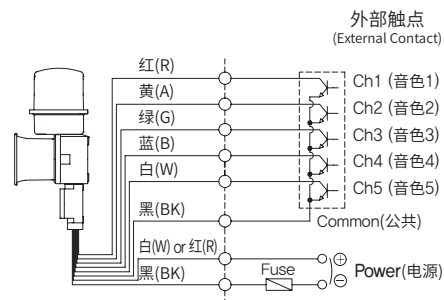 外部触点
(External Contact)
红(R)
Ch1 (音色1)
黄(A)
Ch2 (音色2)
绿(G)
Ch3 (音色3)
蓝(B)
Ch4 (音色4)
白(W)
Ch5 (音色5)
黑(BK)
Common(公共)
白(W) or 红(R)
⊕
Fuse
Power(电源)
黑(BK)
⊖